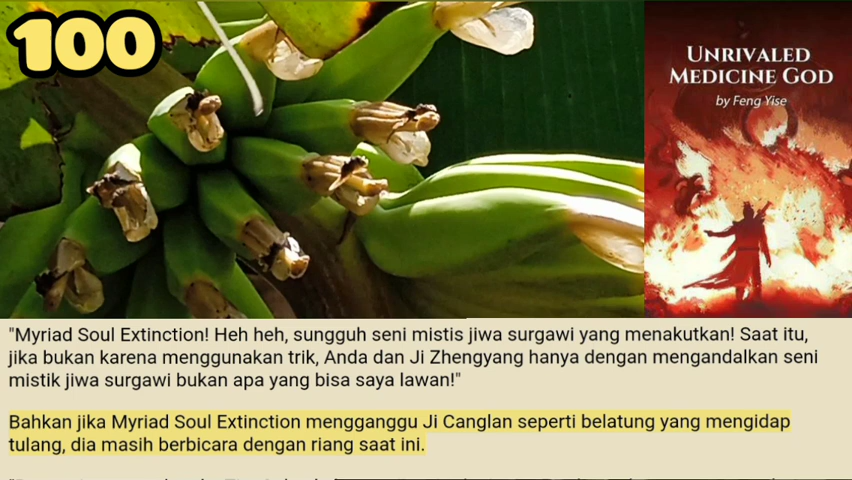 100
UNRIVALED
MEDICINE GOD
by Feng Yise
"Myriad Soul Extinction! Heh heh, sungguh seni mistis jiwa surgawi yang menakutkan! Saat itu,
jika bukan karena menggunakan trik, Anda dan Ji Zhengyang hanya dengan mengandalkan seni
mistik jiwa surgawi bukan apa yang bisa saya lawan!"
Bahkan jika Myriad Soul Extinction mengganggu Ji Canglan seperti belatung yang mengidap
tulang, dia masih berbicara dengan riang saat ini.